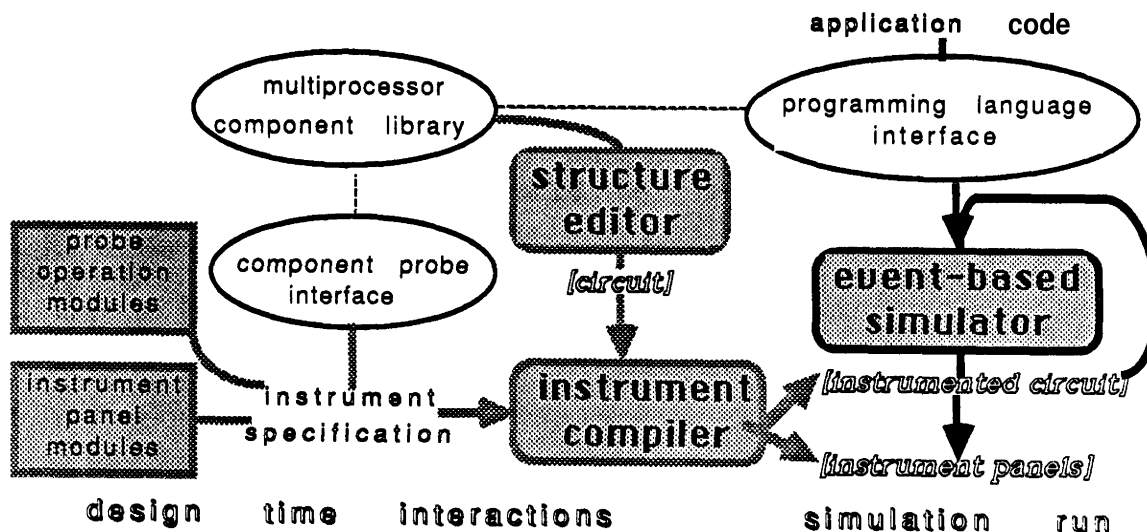 application code
multiprocessor
component library
programming language
interface
structure
editor
probe
operation
modules
component probe
interface
[circuit]
event-based
simulator
instrument
panel
modules
instrument
specification
instrument
compiler
[instrumented circuit]
[instrument panels]
design time interactions
simulation run